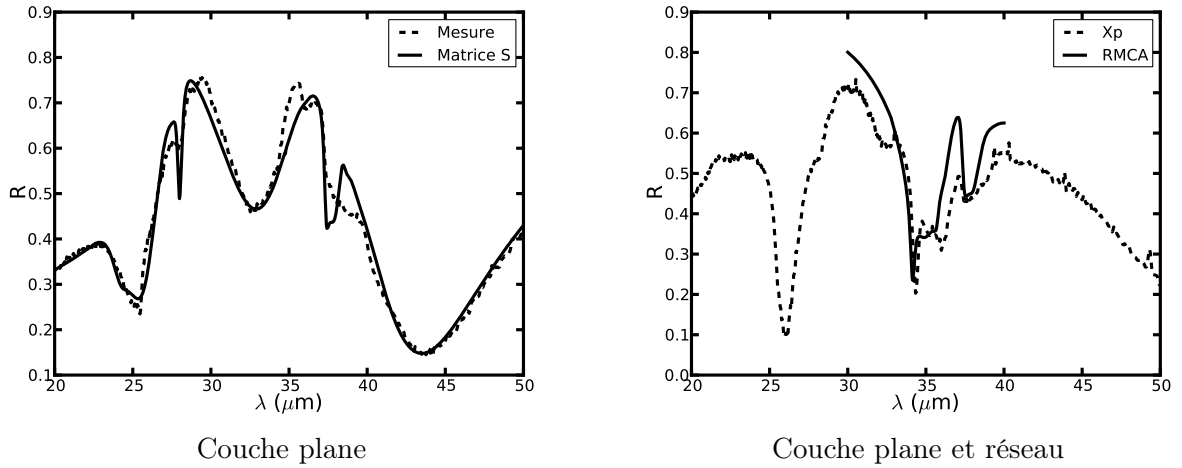 0.9
0.8
0.7
0.6
0.5
0.4
0.3
0.2
0.1
R
20 25 30 35 40 45 50
λ (μm)
Mesure
Matrice S
Couche plane
0.9
0.8
0.7
0.6
0.5
0.4
0.3
0.2
0.1
0.0
R
20 25 30 35 40 45 50
λ (μm)
Xp
RMCA
Couche plane et réseau